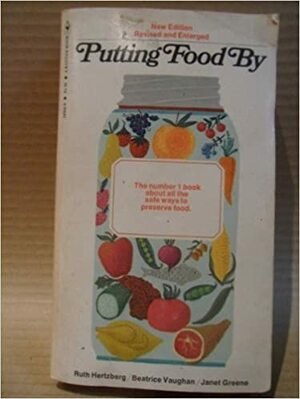 New Edition
Revised and Enlarged
Putting Food By
The number 1 book
about all the
safe ways to
preserve food.
Ruth Hertzberg / Beatrice Vaughan / Janet Greene